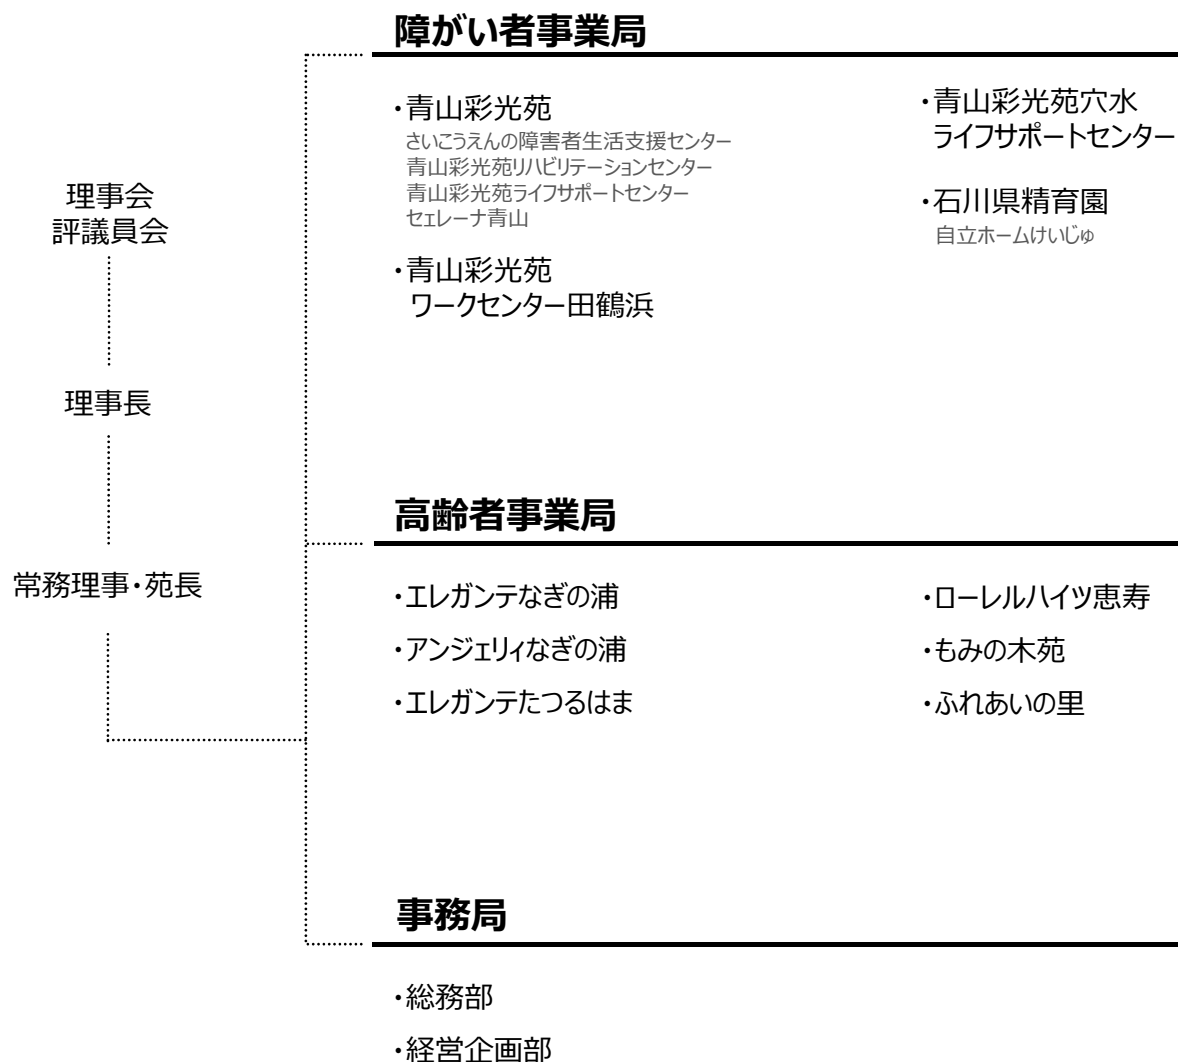 理事会
評議員会
理事長
常務理事・苑長
障がい者事業局
・青山彩光苑
さいこうえんの障害者生活支援センター
青山彩光苑リハビリテーションセンター
青山彩光苑ライフサポートセンター
セェレーナ青山
・青山彩光苑
ワークセンター田鶴浜
・青山彩光苑穴水
ライフサポートセンター
・石川県精育園
自立ホームけいじゅ
高齢者事業局
・エレガンテなぎの浦
・アンジェリィなぎの浦
・エレガンテたつるはま
・ローレルハイツ恵寿
・もみの木苑
・ふれあいの里
事務局
・総務部
・経営企画部